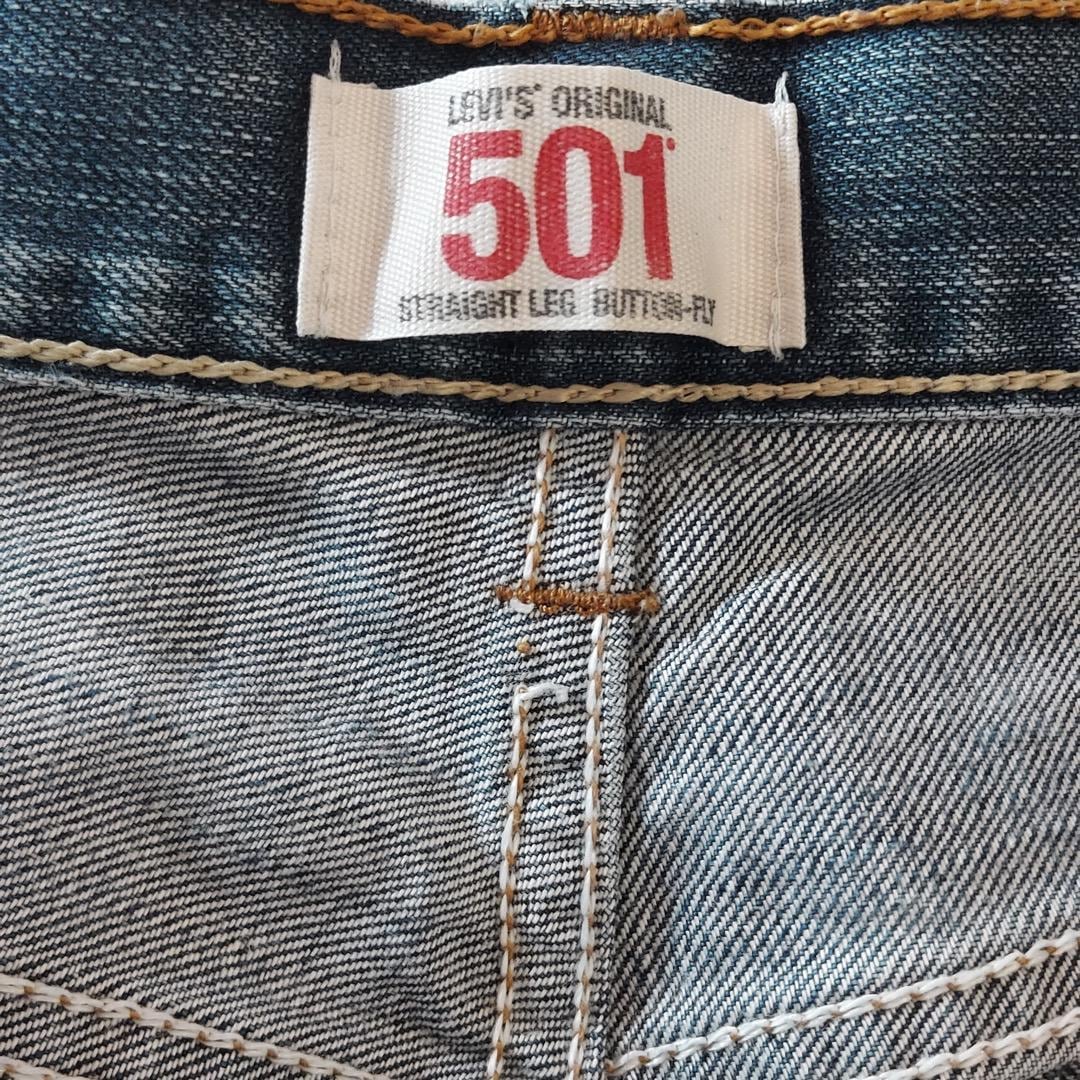 LEVI'S® ORIGINAL
501®
STRAIGHT LEG BUTTON-FLY